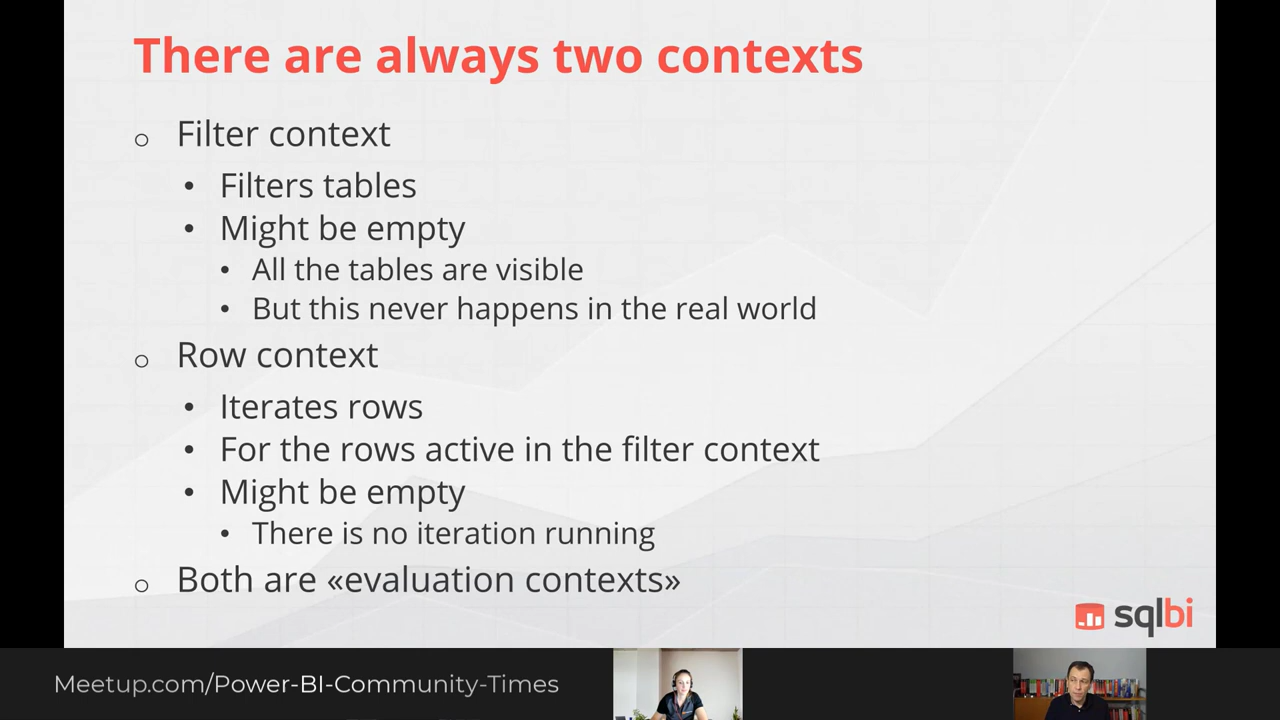 There are always two contexts
o Filter context
• Filters tables
• Might be empty
• All the tables are visible
• But this never happens in the real world
o Row context
• Iterates rows
• For the rows active in the filter context
• Might be empty
• There is no iteration running
o Both are «evaluation contexts»
sqlbi
Meetup.com/Power-BI-Community-Times